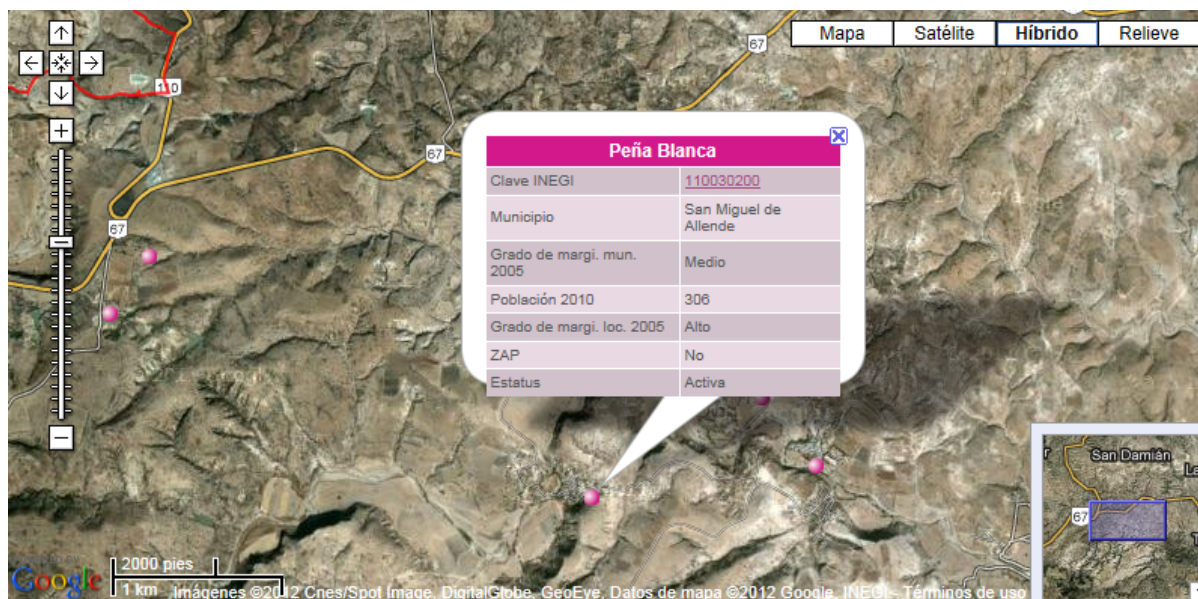 Mapa
Satélite
Híbrido
Relieve
67
110
67
67
Peña Blanca
Clave INEGI 110030200
Municipio San Miguel de
Allende
Grado de margi. mun.
2005 Medio
Población 2010 306
Grado de margi. loc. 2005 Alto
ZAP No
Estatus Activa
San Damián
67
2000 pies
1 km
Google
Imágenes ©2012 Cnes/Spot Image, DigitalGlobe, GeoEye, Datos de mapa ©2012 Google, INEGI - Términos de uso